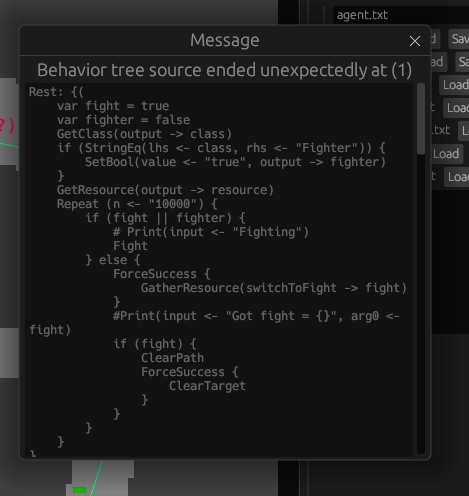 agent.txt
Message
Sav
Behavior tree source ended unexpectedly at (1)
Rest: {(
    var fight = true
    var fighter = false
    GetClass(output -> class)
    if (StringEq(lhs <- class, rhs <- "Fighter")) {
        SetBool(value <- "true", output -> fighter)
    }
    GetResource(output -> resource)
    Repeat (n <- "10000") {
        if (fight || fighter) {
            # Print(input <- "Fighting")
            Fight
        } else {
            ForceSuccess {
                GatherResource(switchToFight -> fight)
            }
            #Print(input <- "Got fight = {}", arg0 <-
fight)
            if (fight) {
                ClearPath
                ForceSuccess {
                    ClearTarget
                }
            }
        }
    }
}
?)
d
d Sa
Load
t Load
.txt L
Load
t Load